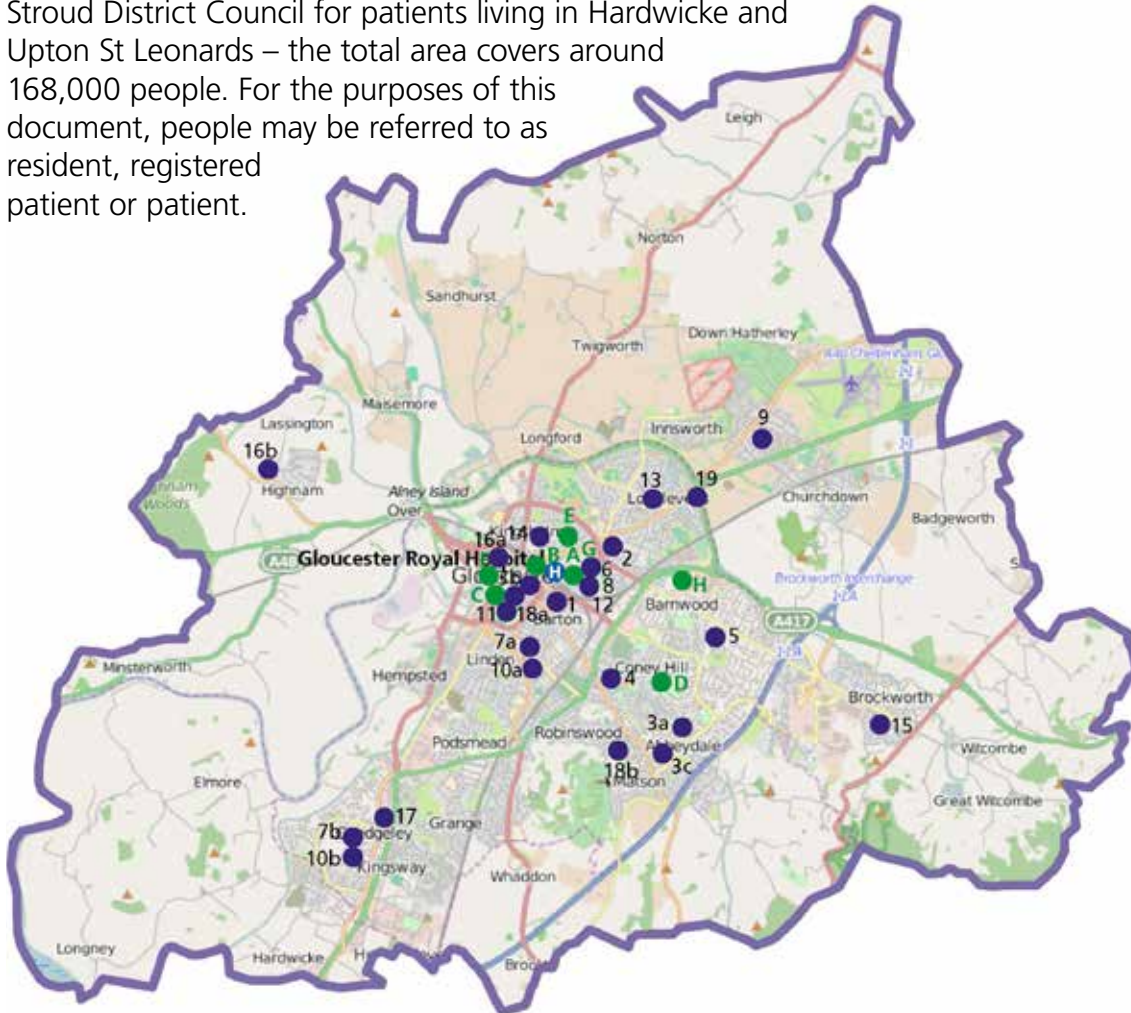 Stroud District Council for patients living in Hardwicke and
Upton St Leonards – the total area covers around
168,000 people. For the purposes of this
document, people may be referred to as
resident, registered
patient or patient.
Leigh
Norton
Sandhurst
Down Hatherley
Twigworth
Maisemore
Lassington
Innsworth
9
Longford
16b
Highnam
13
19
Alney Island
Churchdown
Over
Badgeworth
E
14
16a
2
A48
Gloucester Royal
B
A
G
H
6
Brockworth Interchange
H
8
C
Barnwood
11
18a
1
12
A417
Barton
5
7a
Minsterworth
10a
Hempsted
Coney Hill
4
D
Brockworth
3a
15
Robinswood
Podsmead
Abbeydale
Witcombe
18b
3c
Matson
Elmore
Great Witcombe
17
Grange
7b
10b
Kingsway
Whaddon
Longney
Hardwicke